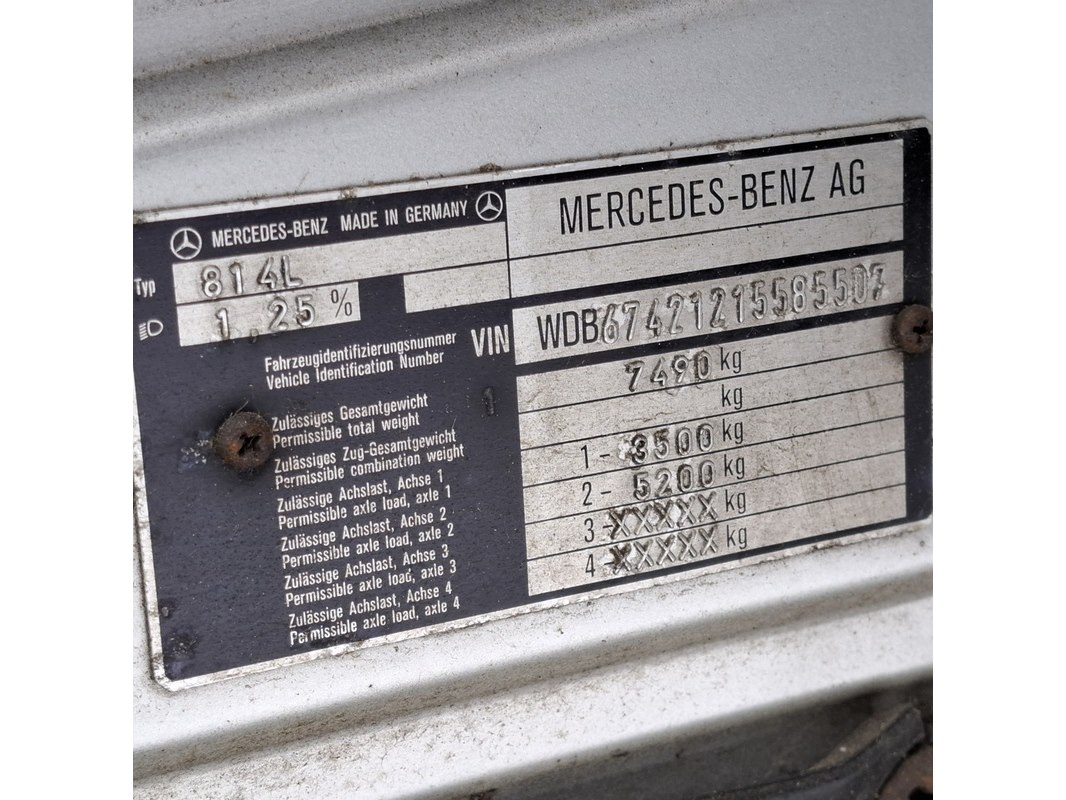 MERCEDES-BENZ MADE IN GERMANY
MERCEDES-BENZ AG
Typ 814L
1,25 %
Fahrzeugidentifizierungsnummer
Vehicle Identification Number
VIN WDB67421215585507
Zulässiges Gesamtgewicht
Permissible total weight
7490 kg
Zulässiges Zug-Gesamtgewicht
Permissible combination weight
kg
Zulässige Achslast, Achse 1
Permissible axle load, axle 1
1 - 3500 kg
Zulässige Achslast, Achse 2
Permissible axle load, axle 2
2 - 5200 kg
Zulässige Achslast, Achse 3
Permissible axle load, axle 3
3 - XXXXX kg
Zulässige Achslast, Achse 4
Permissible axle load, axle 4
4 - XXXXX kg